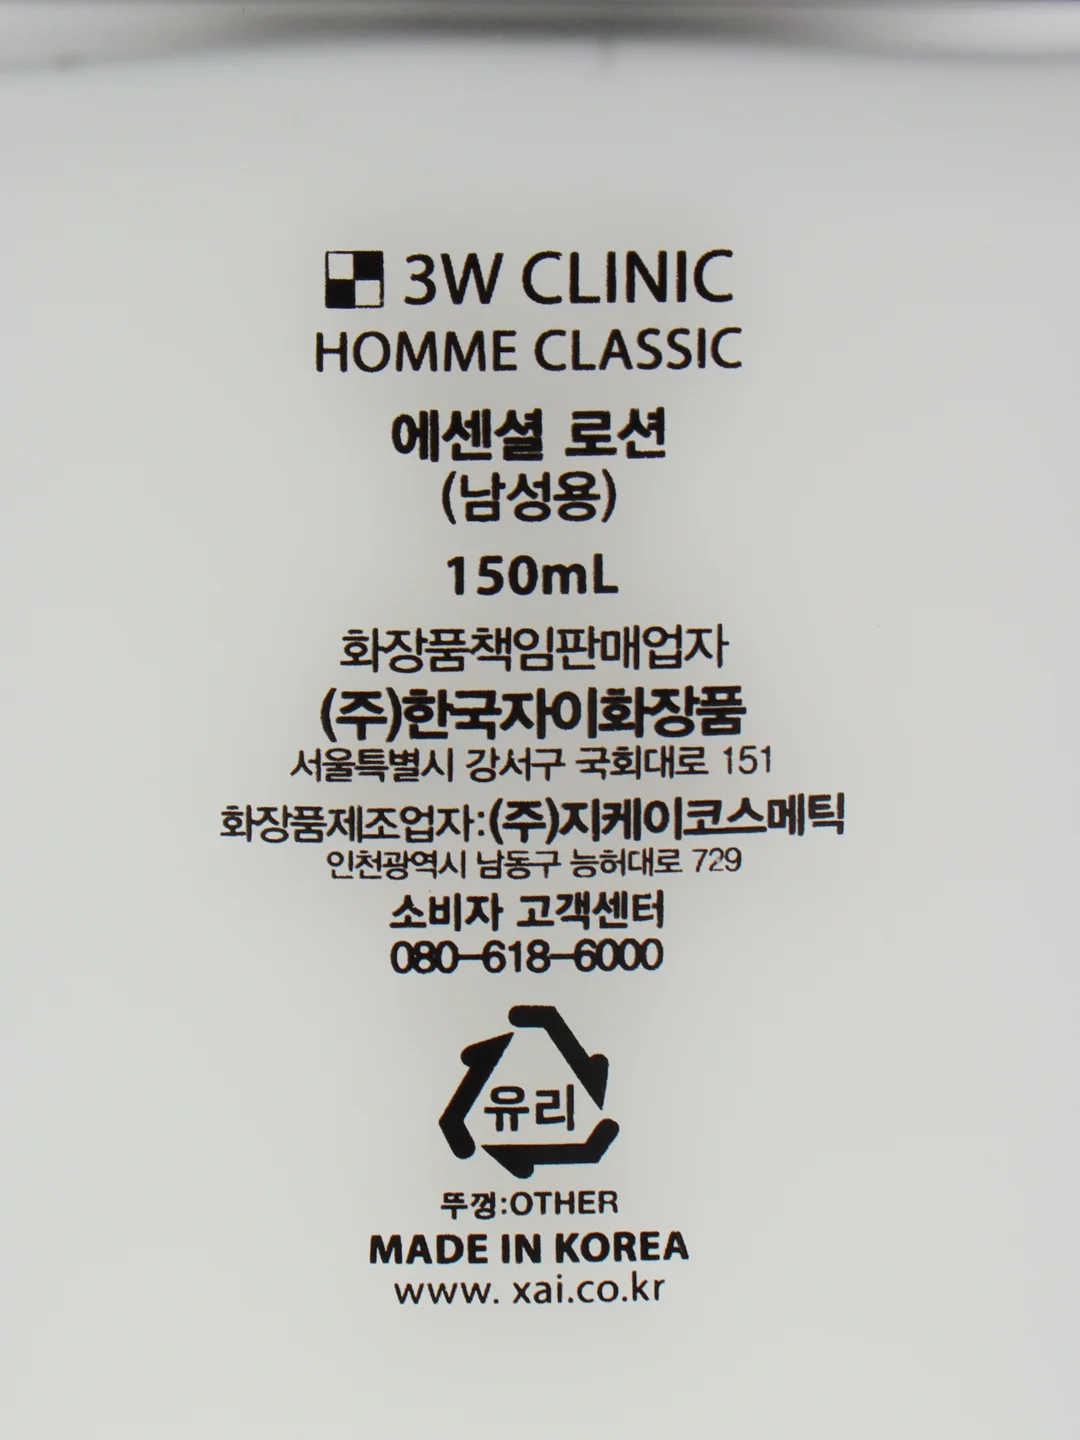 3W CLINIC
HOMME CLASSIC
에센셜 로션
(남성용)
150mL
화장품책임판매업자
(주)한국자이화장품
서울특별시 강서구 국회대로 151
화장품제조업자:(주)지케이코스메틱
인천광역시 남동구 능허대로 729
소비자 고객센터
080-618-6000
유리
뚜껑:OTHER
MADE IN KOREA
www. xai.co.kr